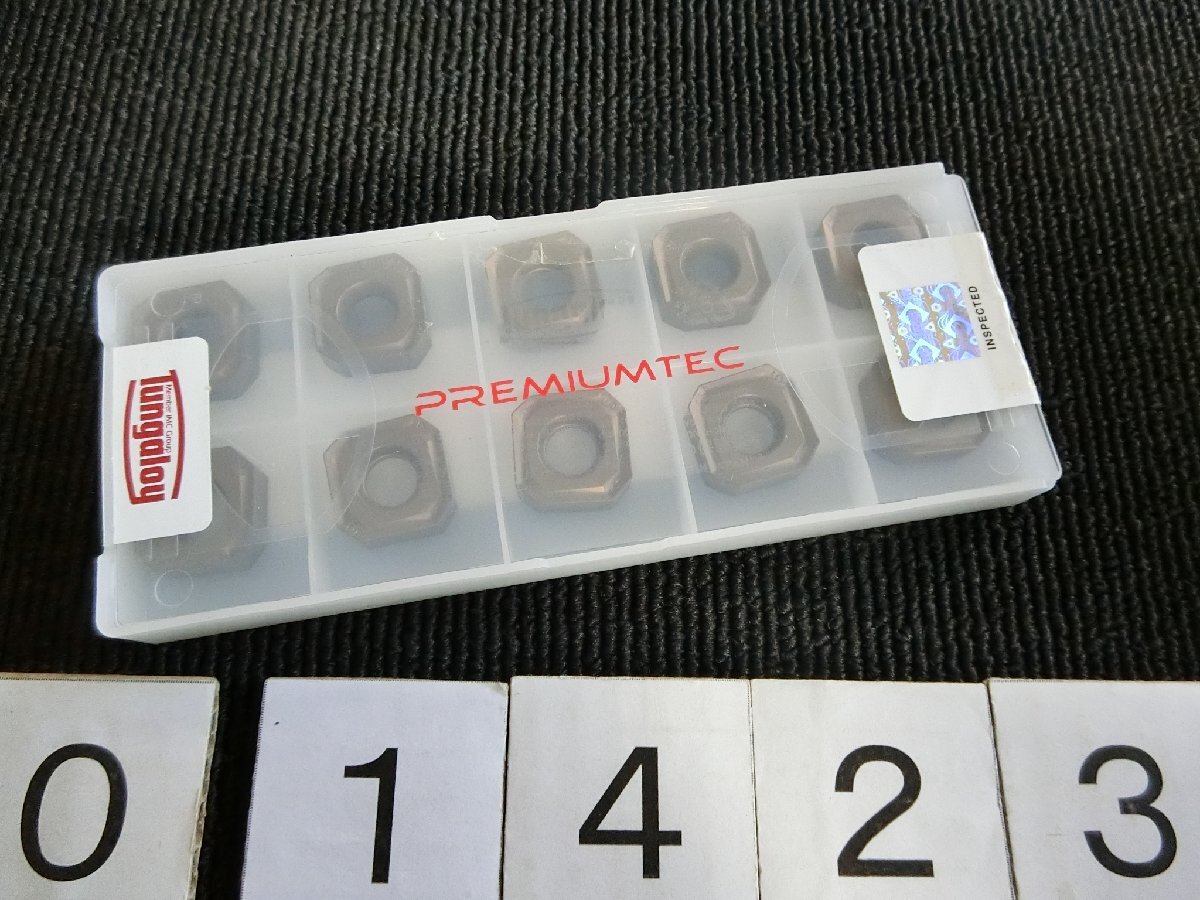 Tungaloy
Member IMC Group
PREMIUMTEC
INSPECTED
0 1 4 2 3